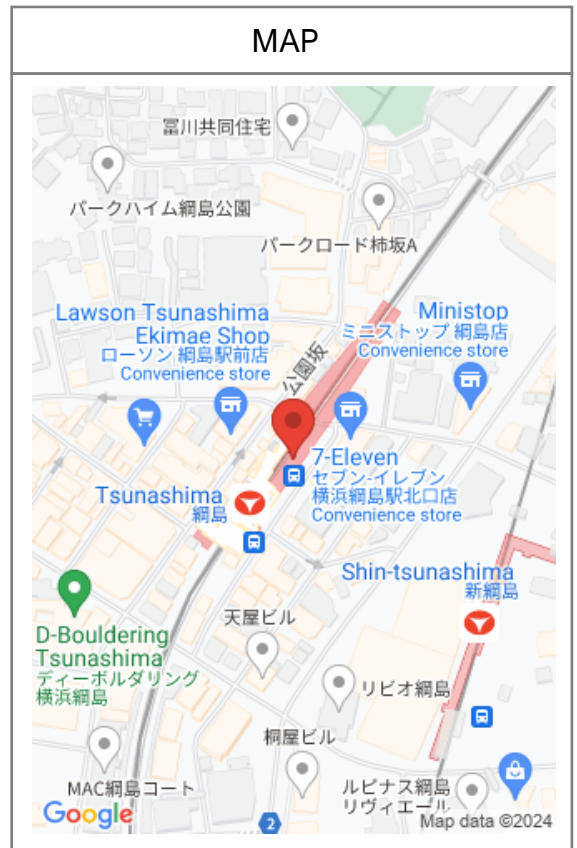 MAP
冨川共同住宅
パークハイム綱島公園
パークロード柿坂A
Lawson Tsunashima
Ekimae Shop
ローソン 綱島駅前店
Convenience store
公園坂
Ministop
ミニストップ 綱島店
Convenience store
7-Eleven
セブン-イレブン
横浜綱島駅北口店
Convenience store
Tsunashima
綱島
Shin-tsunashima
新綱島
D-Bouldering
Tsunashima
ディーボルダリング
横浜綱島
天屋ビル
リビオ綱島
桐屋ビル
MAC綱島コート
ルピナス綱島
リヴィエール
Google
2
Map data ©2024